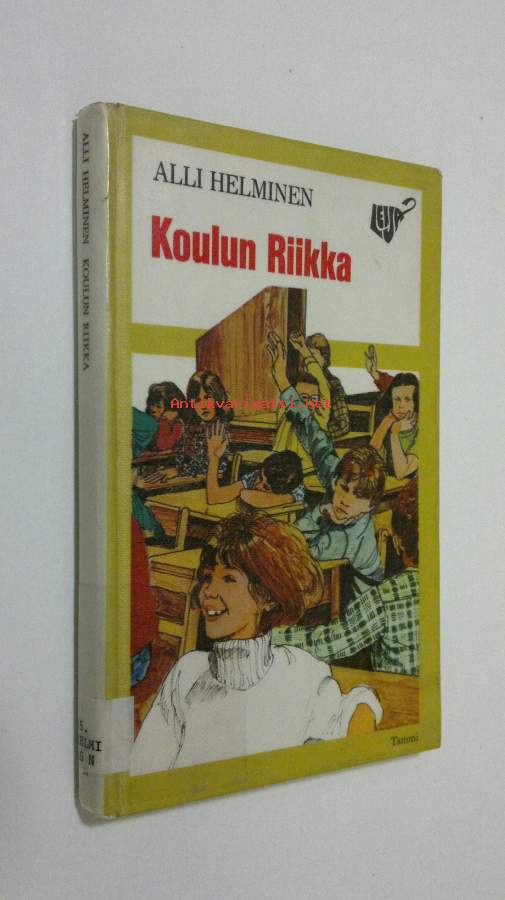 ALLI HELMINEN KOULUN RIIKKA
ALLI HELMINEN
LEIJA
Koulun Riikka
Antikvariaatti.net
Tammi